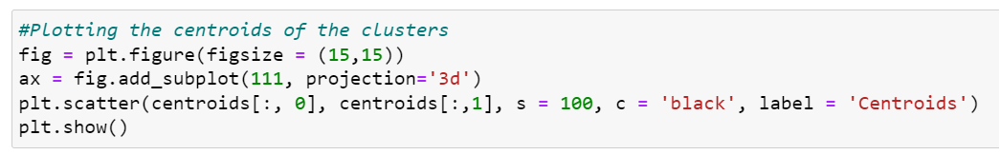 #Plotting the centroids of the clusters
fig = plt.figure(figsize = (15,15))
ax = fig.add_subplot(111, projection='3d')
plt.scatter(centroids[:, 0], centroids[:,1], s = 100, c = 'black', label = 'Centroids')
plt.show()